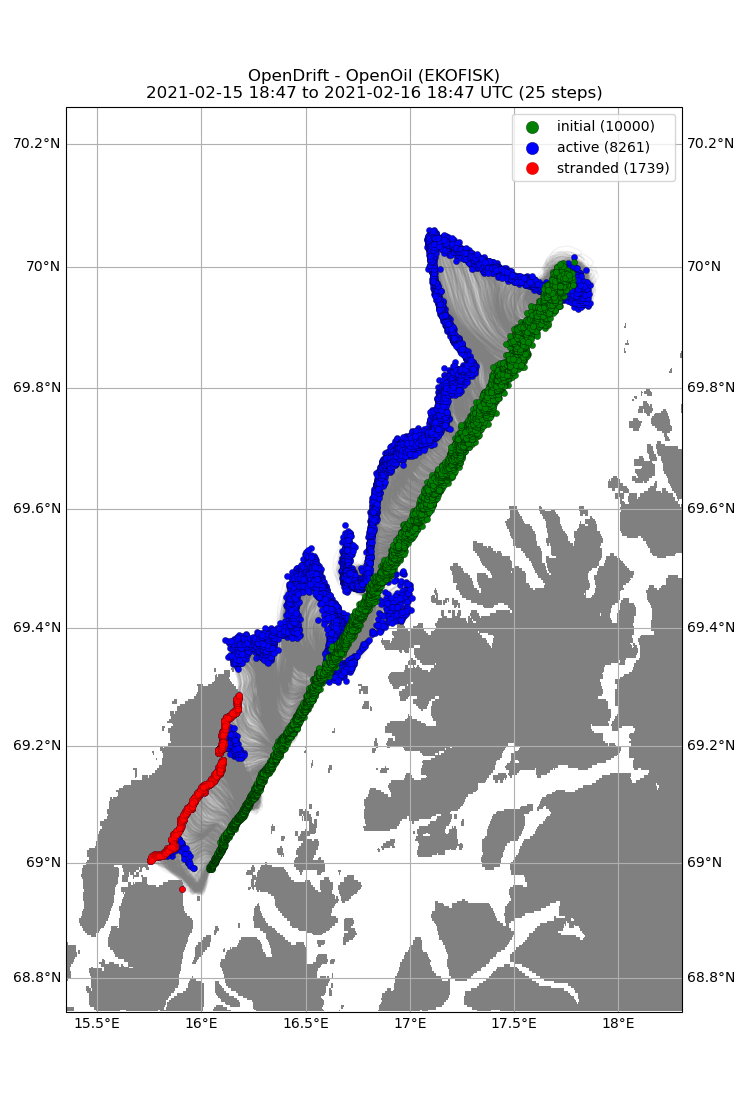 OpenDrift - OpenOil (EKOFISK)
2021-02-15 18:47 to 2021-02-16 18:47 UTC (25 steps)
initial (10000)
active (8261)
stranded (1739)
70.2°N 70.2°N
70°N 70°N
69.8°N 69.8°N
69.6°N 69.6°N
69.4°N 69.4°N
69.2°N 69.2°N
69°N 69°N
68.8°N 68.8°N
15.5°E 16°E 16.5°E 17°E 17.5°E 18°E